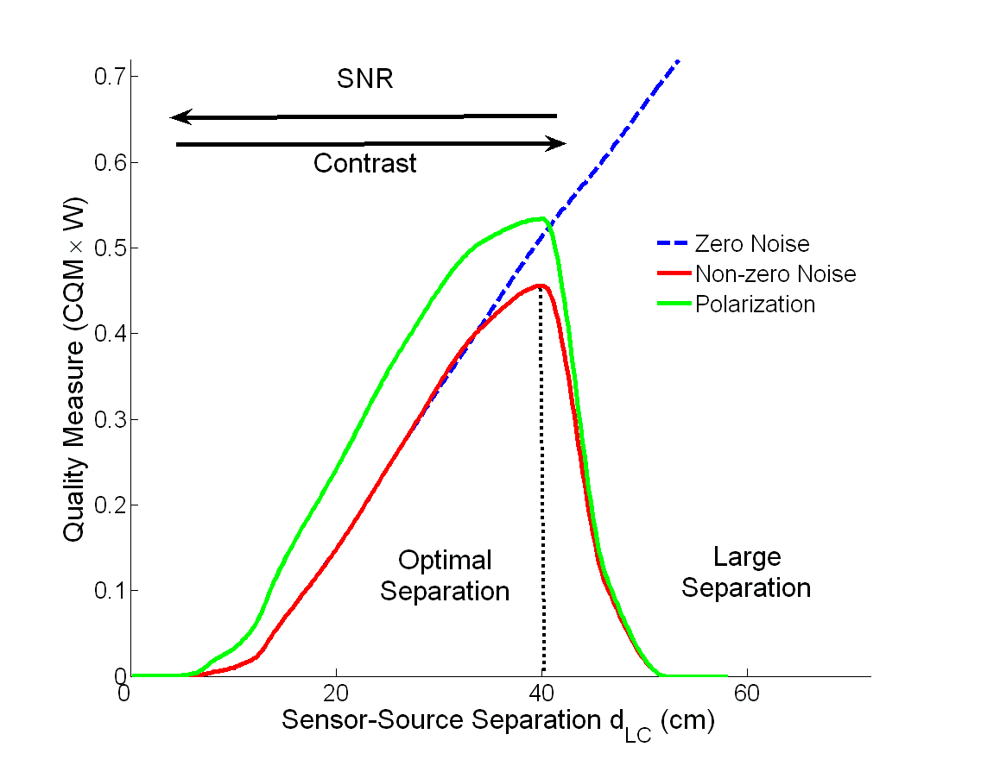 SNR
Contrast
0.7
0.6
0.5
0.4
0.3
0.2
0.1
0
Quality Measure (CQM × W)
Zero Noise
Non-zero Noise
Polarization
Optimal
Separation
Large
Separation
0
20
40
60
Sensor-Source Separation d_LC (cm)